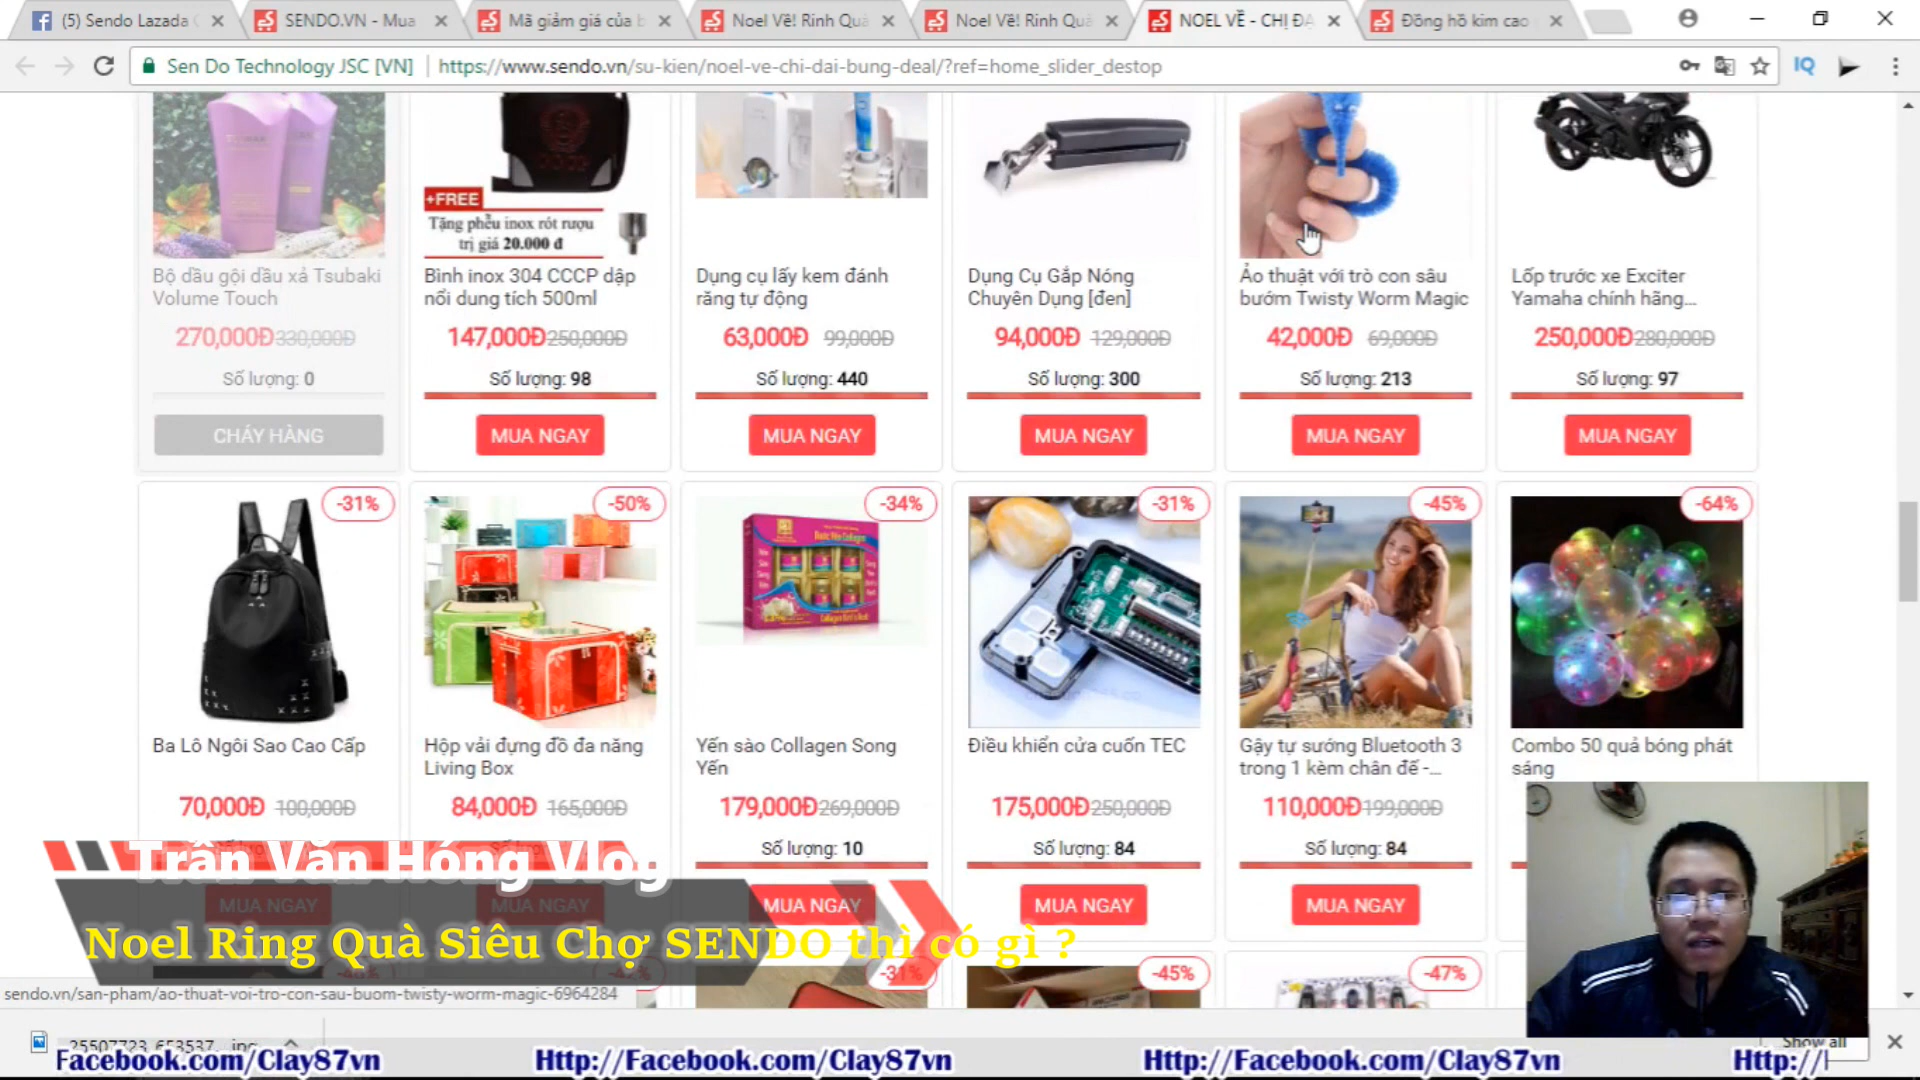 (5) Sendo Lazada
SENDO.VN - Mua
Mã giảm giá của b
Noel Về! Rinh Quà
Noel Về! Rinh Quà
NOEL VỀ - CHỊ ĐẠ
Đồng hồ kim cao
Sen Do Technology JSC [VN]
https://www.sendo.vn/su-kien/noel-ve-chi-dai-bung-deal/?ref=home_slider_destop
+FREE
Tặng phễu inox rót rượu
trị giá 20.000 đ
Bộ dầu gội dầu xả Tsubaki
Volume Touch
270,000Đ 330,000Đ
Số lượng: 0
CHÁY HÀNG
Bình inox 304 CCCP dập
nổi dung tích 500ml
147,000Đ 250,000Đ
Số lượng: 98
MUA NGAY
Dụng cụ lấy kem đánh
răng tự động
63,000Đ 99,000Đ
Số lượng: 440
MUA NGAY
Dụng Cụ Gắp Nóng
Chuyên Dụng [đen]
94,000Đ 129,000Đ
Số lượng: 300
MUA NGAY
Ảo thuật với trò con sâu
bướm Twisty Worm Magic
42,000Đ 69,000Đ
Số lượng: 213
MUA NGAY
Lốp trước xe Exciter
Yamaha chính hãng...
250,000Đ 280,000Đ
Số lượng: 97
MUA NGAY
-31%
Ba Lô Ngôi Sao Cao Cấp
70,000Đ 100,000Đ
MUA NGAY
-50%
Hộp vải đựng đồ đa năng
Living Box
84,000Đ 165,000Đ
MUA NGAY
-34%
Yến sào Collagen Song
Yến
179,000Đ 269,000Đ
Số lượng: 10
MUA NGAY
-31%
Điều khiển cửa cuốn TEC
175,000Đ 250,000Đ
Số lượng: 84
MUA NGAY
-45%
Gậy tự sướng Bluetooth 3
trong 1 kèm chân đế -...
110,000Đ 199,000Đ
Số lượng: 84
MUA NGAY
-64%
Combo 50 quả bóng phát
sáng
Trần Văn Hóng Vlog
Noel Ring Quà Siêu Chợ SENDO thì có gì ?
-31%
-45%
-47%
sendo.vn/san-pham/ao-thuat-voi-tro-con-sau-buom-twisty-worm-magic-6964284
25507723_653537....jpg
Show all
Facebook.com/Clay87vn
Http://Facebook.com/Clay87vn
Http://Facebook.com/Clay87vn
Http://